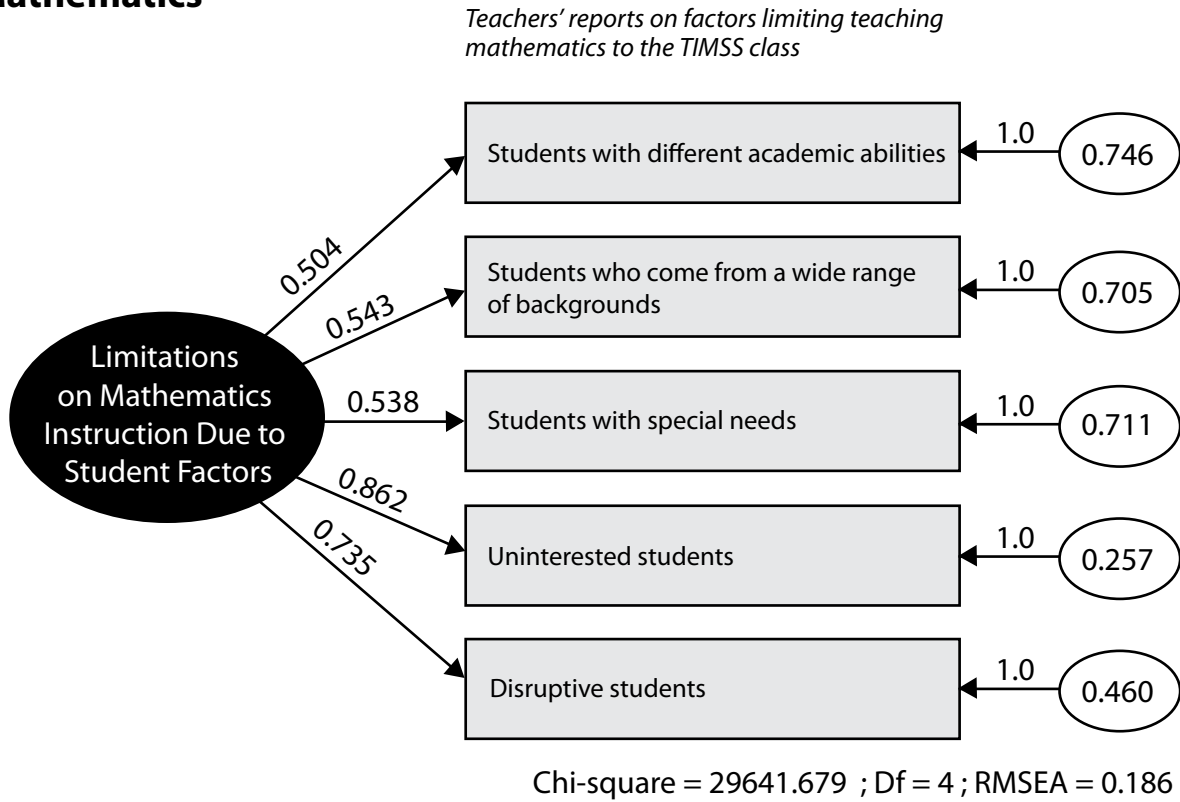 Teachers’ reports on factors limiting teaching
mathematics to the TIMSS class
Limitations
on Mathematics
Instruction Due to
Student Factors
0.504
Students with different academic abilities
1.0
0.746
0.543
Students who come from a wide range
of backgrounds
1.0
0.705
0.538
Students with special needs
1.0
0.711
0.862
Uninterested students
1.0
0.257
0.735
Disruptive students
1.0
0.460
Chi-square = 29641.679 ; Df = 4 ; RMSEA = 0.186